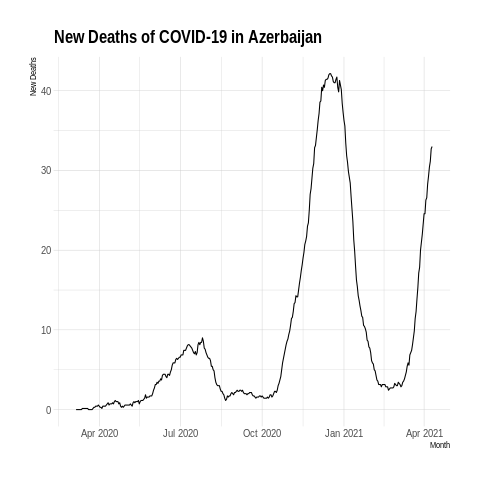 New Deaths of COVID-19 in Azerbaijan
New Deaths
40
30
20
10
0
Apr 2020 Jul 2020 Oct 2020 Jan 2021 Apr 2021
Month